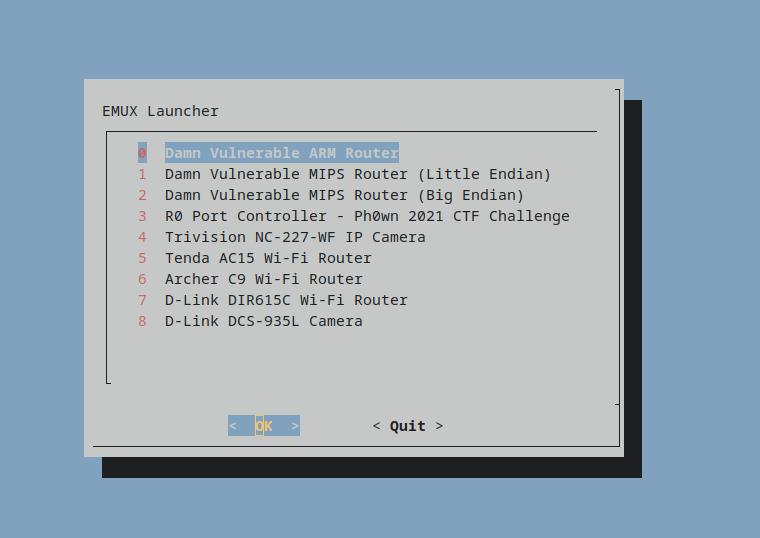 EMUX Launcher
0 Damn Vulnerable ARM Router
1 Damn Vulnerable MIPS Router (Little Endian)
2 Damn Vulnerable MIPS Router (Big Endian)
3 R0 Port Controller - Ph0wn 2021 CTF Challenge
4 Trivision NC-227-WF IP Camera
5 Tenda AC15 Wi-Fi Router
6 Archer C9 Wi-Fi Router
7 D-Link DIR615C Wi-Fi Router
8 D-Link DCS-935L Camera
< OK > < Quit >